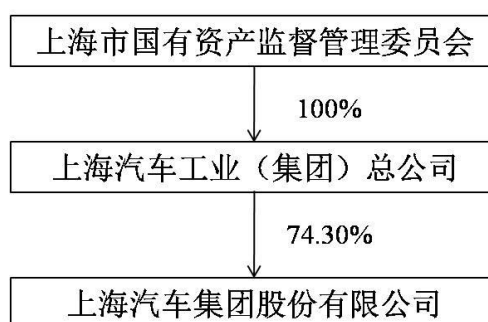 上海市国有资产监督管理委员会
100%
上海汽车工业（集团）总公司
74.30%
上海汽车集团股份有限公司